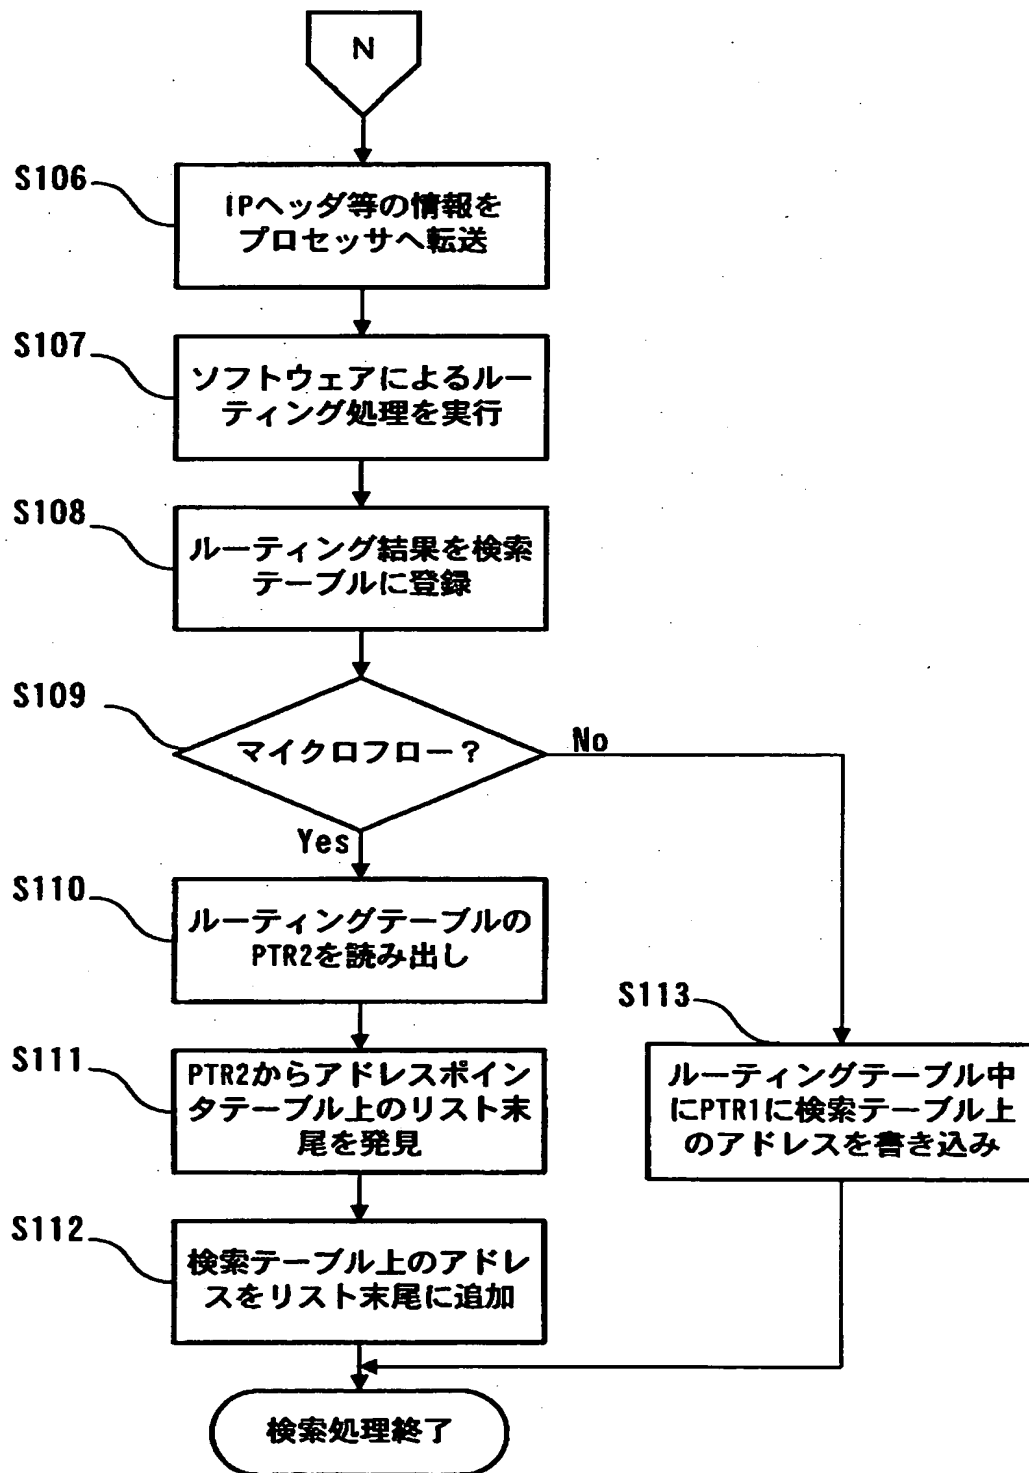 N
S106
IPヘッダ等の情報を
プロセッサへ転送
S107
ソフトウェアによるルー
ティング処理を実行
S108
ルーティング結果を検索
テーブルに登録
S109
マイクロフロー?
No
Yes
S110
ルーティングテーブルの
PTR2を読み出し
S113
ルーティングテーブル中
にPTR1に検索テーブル上
のアドレスを書き込み
S111
PTR2からアドレスポイン
タテーブル上のリスト末
尾を発見
S112
検索テーブル上のアドレ
スをリスト末尾に追加
検索処理終了